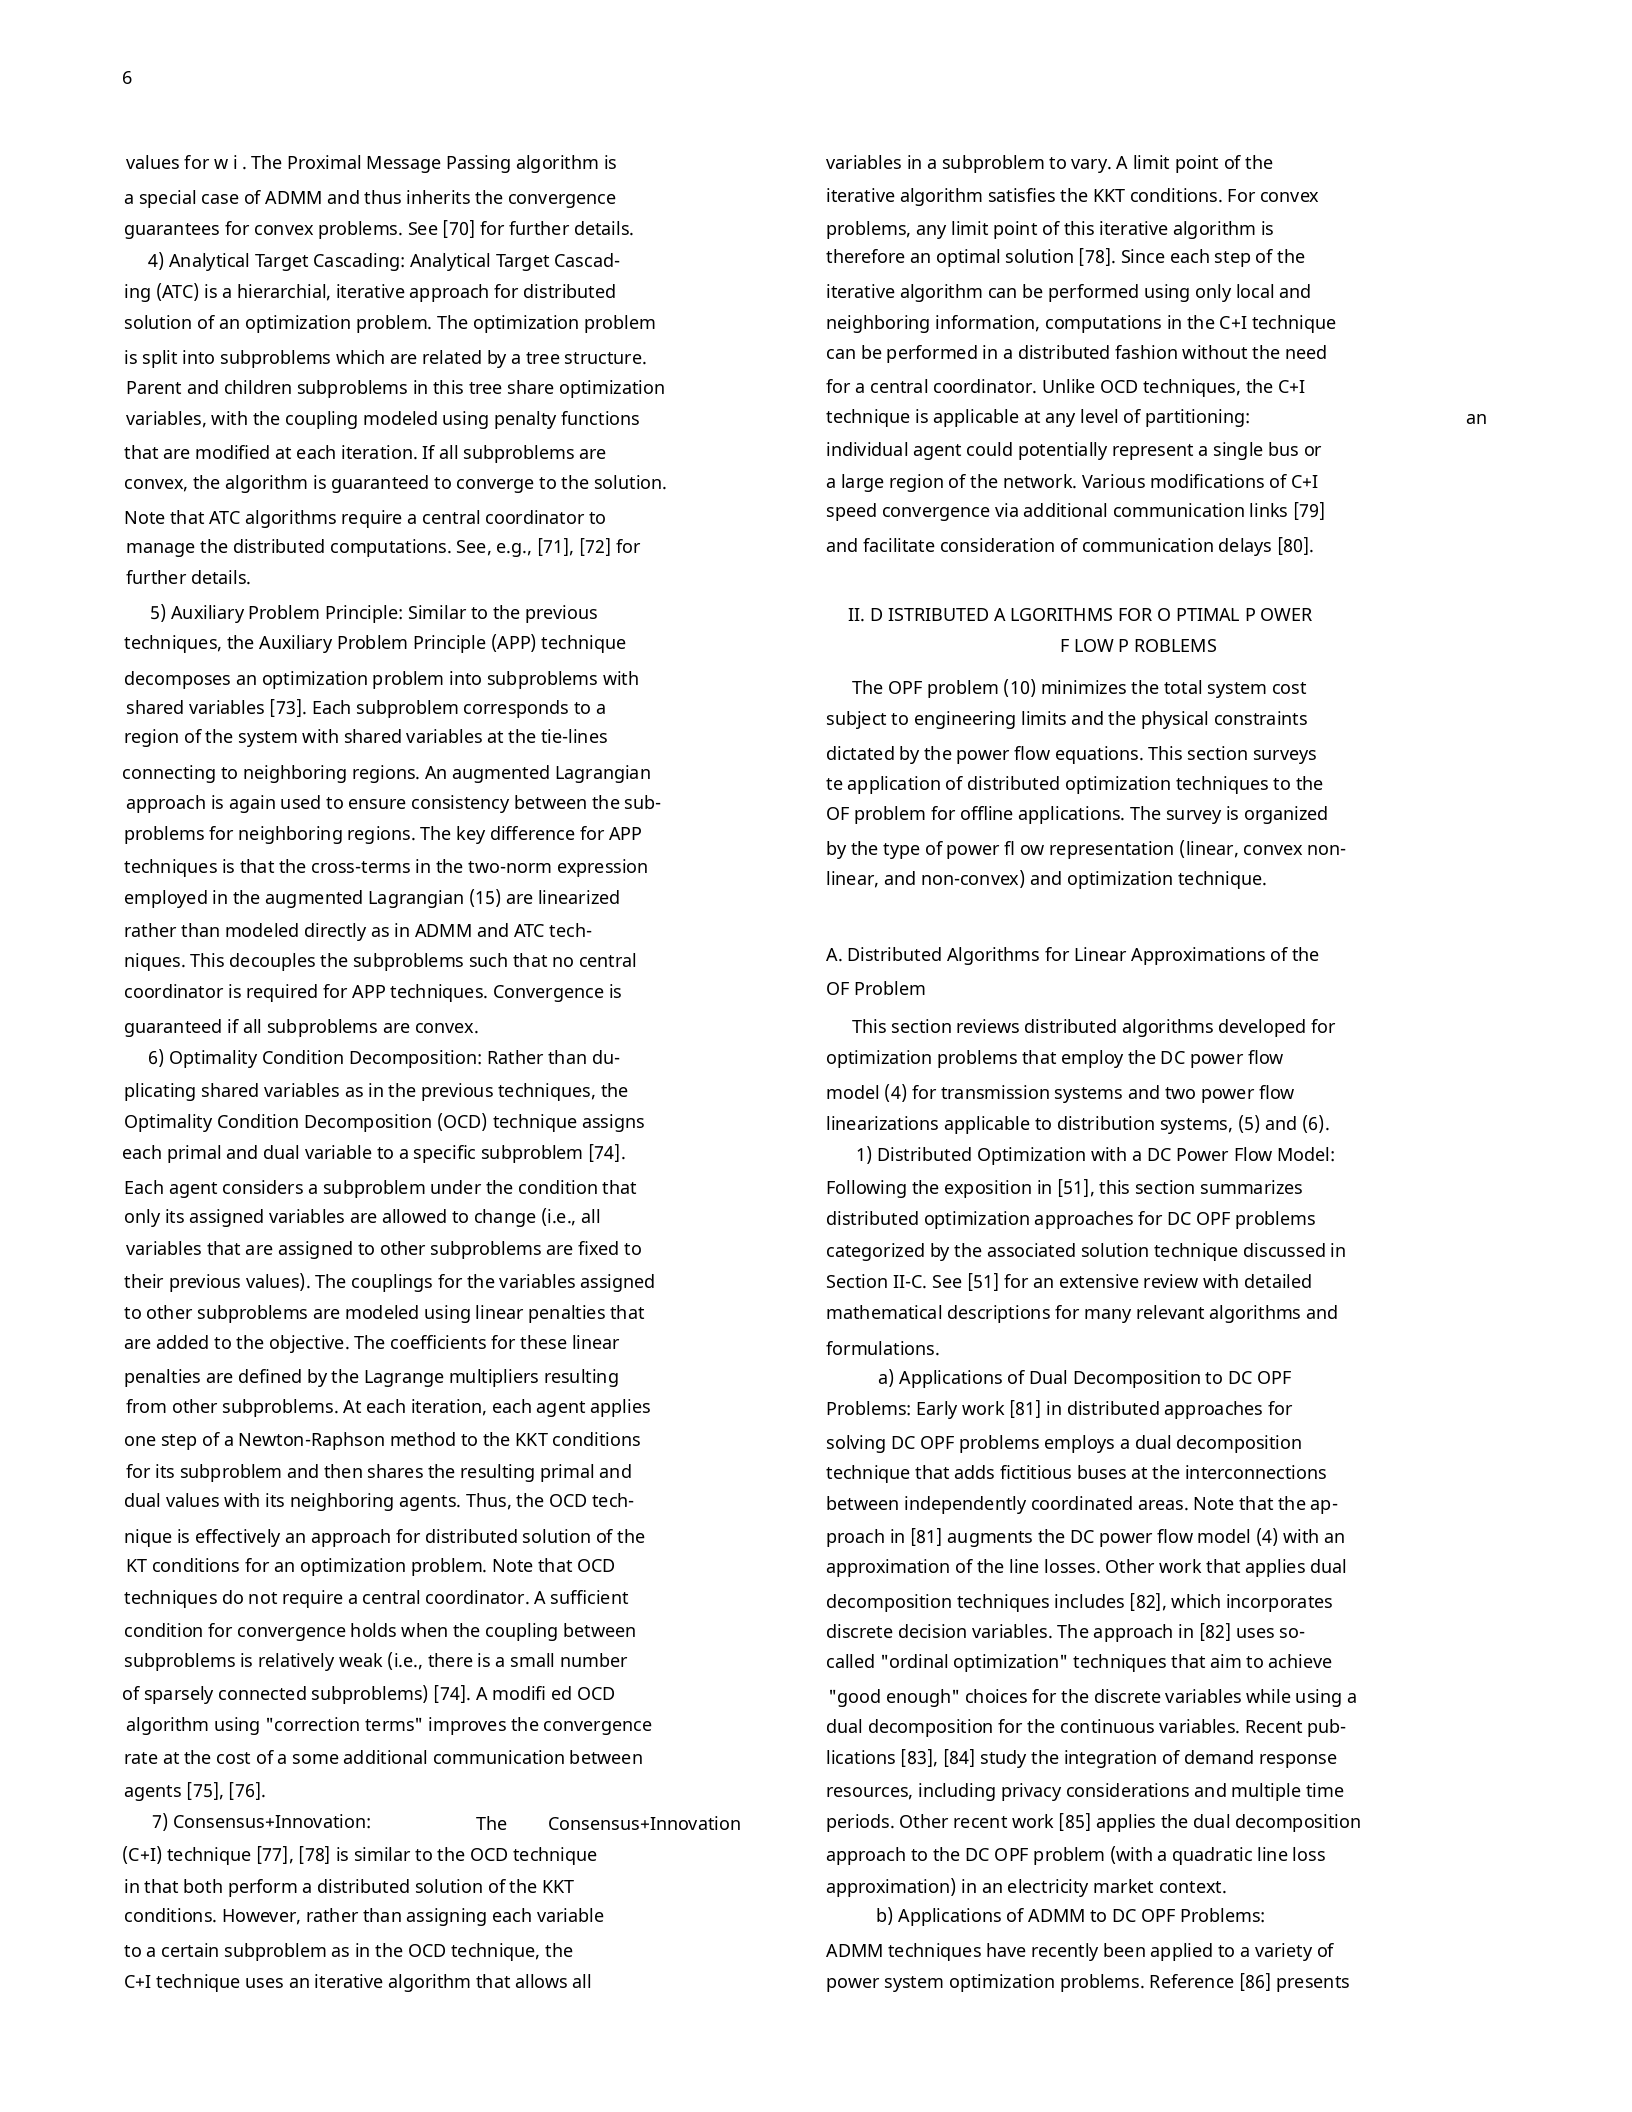 6
values for w i . The Proximal Message Passing algorithm is
a special case of ADMM and thus inherits the convergence
guarantees for convex problems. See [70] for further details.
4) Analytical Target Cascading: Analytical Target Cascad-
ing (ATC) is a hierarchial, iterative approach for distributed
solution of an optimization problem. The optimization problem
is split into subproblems which are related by a tree structure.
Parent and children subproblems in this tree share optimization
variables, with the coupling modeled using penalty functions
that are modified at each iteration. If all subproblems are
convex, the algorithm is guaranteed to converge to the solution.
Note that ATC algorithms require a central coordinator to
manage the distributed computations. See, e.g., [71], [72] for
further details.
5) Auxiliary Problem Principle: Similar to the previous
techniques, the Auxiliary Problem Principle (APP) technique
decomposes an optimization problem into subproblems with
shared variables [73]. Each subproblem corresponds to a
region of the system with shared variables at the tie-lines
connecting to neighboring regions. An augmented Lagrangian
approach is again used to ensure consistency between the sub-
problems for neighboring regions. The key difference for APP
techniques is that the cross-terms in the two-norm expression
employed in the augmented Lagrangian (15) are linearized
rather than modeled directly as in ADMM and ATC tech-
niques. This decouples the subproblems such that no central
coordinator is required for APP techniques. Convergence is
guaranteed if all subproblems are convex.
6) Optimality Condition Decomposition: Rather than du-
plicating shared variables as in the previous techniques, the
Optimality Condition Decomposition (OCD) technique assigns
each primal and dual variable to a specific subproblem [74].
Each agent considers a subproblem under the condition that
only its assigned variables are allowed to change (i.e., all
variables that are assigned to other subproblems are fixed to
their previous values). The couplings for the variables assigned
to other subproblems are modeled using linear penalties that
are added to the objective. The coefficients for these linear
penalties are defined by the Lagrange multipliers resulting
from other subproblems. At each iteration, each agent applies
one step of a Newton-Raphson method to the KKT conditions
for its subproblem and then shares the resulting primal and
dual values with its neighboring agents. Thus, the OCD tech-
nique is effectively an approach for distributed solution of the
KT conditions for an optimization problem. Note that OCD
techniques do not require a central coordinator. A sufficient
condition for convergence holds when the coupling between
subproblems is relatively weak (i.e., there is a small number
of sparsely connected subproblems) [74]. A modifi ed OCD
algorithm using "correction terms" improves the convergence
rate at the cost of a some additional communication between
agents [75], [76].
7) Consensus+Innovation: The Consensus+Innovation
(C+I) technique [77], [78] is similar to the OCD technique
in that both perform a distributed solution of the KKT
conditions. However, rather than assigning each variable
to a certain subproblem as in the OCD technique, the
C+I technique uses an iterative algorithm that allows all
variables in a subproblem to vary. A limit point of the
iterative algorithm satisfies the KKT conditions. For convex
problems, any limit point of this iterative algorithm is
therefore an optimal solution [78]. Since each step of the
iterative algorithm can be performed using only local and
neighboring information, computations in the C+I technique
can be performed in a distributed fashion without the need
for a central coordinator. Unlike OCD techniques, the C+I
technique is applicable at any level of partitioning: an
individual agent could potentially represent a single bus or
a large region of the network. Various modifications of C+I
speed convergence via additional communication links [79]
and facilitate consideration of communication delays [80].
II. D ISTRIBUTED A LGORITHMS FOR O PTIMAL P OWER
F LOW P ROBLEMS
The OPF problem (10) minimizes the total system cost
subject to engineering limits and the physical constraints
dictated by the power flow equations. This section surveys
te application of distributed optimization techniques to the
OF problem for offline applications. The survey is organized
by the type of power fl ow representation (linear, convex non-
linear, and non-convex) and optimization technique.
A. Distributed Algorithms for Linear Approximations of the
OF Problem
This section reviews distributed algorithms developed for
optimization problems that employ the DC power flow
model (4) for transmission systems and two power flow
linearizations applicable to distribution systems, (5) and (6).
1) Distributed Optimization with a DC Power Flow Model:
Following the exposition in [51], this section summarizes
distributed optimization approaches for DC OPF problems
categorized by the associated solution technique discussed in
Section II-C. See [51] for an extensive review with detailed
mathematical descriptions for many relevant algorithms and
formulations.
a) Applications of Dual Decomposition to DC OPF
Problems: Early work [81] in distributed approaches for
solving DC OPF problems employs a dual decomposition
technique that adds fictitious buses at the interconnections
between independently coordinated areas. Note that the ap-
proach in [81] augments the DC power flow model (4) with an
approximation of the line losses. Other work that applies dual
decomposition techniques includes [82], which incorporates
discrete decision variables. The approach in [82] uses so-
called "ordinal optimization" techniques that aim to achieve
"good enough" choices for the discrete variables while using a
dual decomposition for the continuous variables. Recent pub-
lications [83], [84] study the integration of demand response
resources, including privacy considerations and multiple time
periods. Other recent work [85] applies the dual decomposition
approach to the DC OPF problem (with a quadratic line loss
approximation) in an electricity market context.
b) Applications of ADMM to DC OPF Problems:
ADMM techniques have recently been applied to a variety of
power system optimization problems. Reference [86] presents